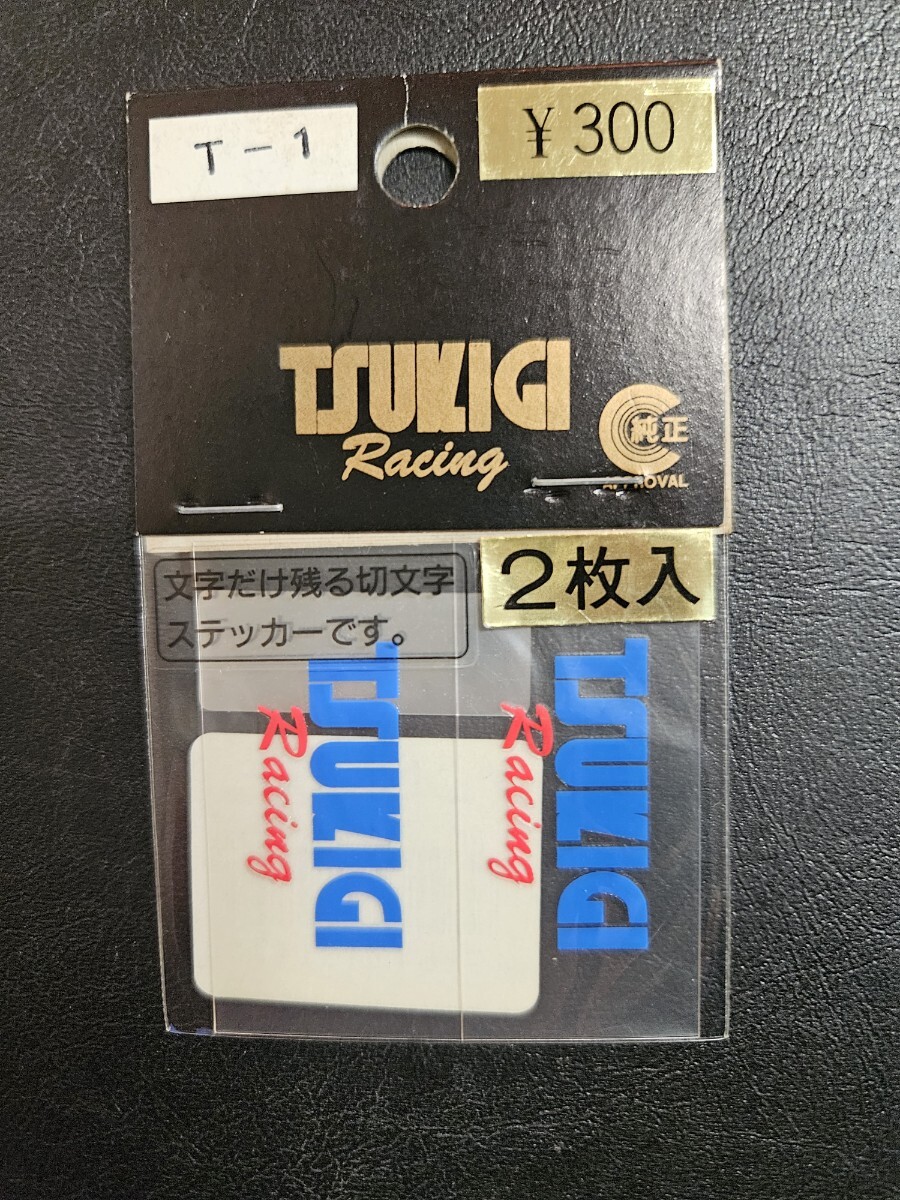 T-1
¥300
TSUKIGI
Racing
純正
APPROVAL
文字だけ残る切文字
ステッカーです。
2枚入
TSUKIGI
Racing
TSUKIGI
Racing